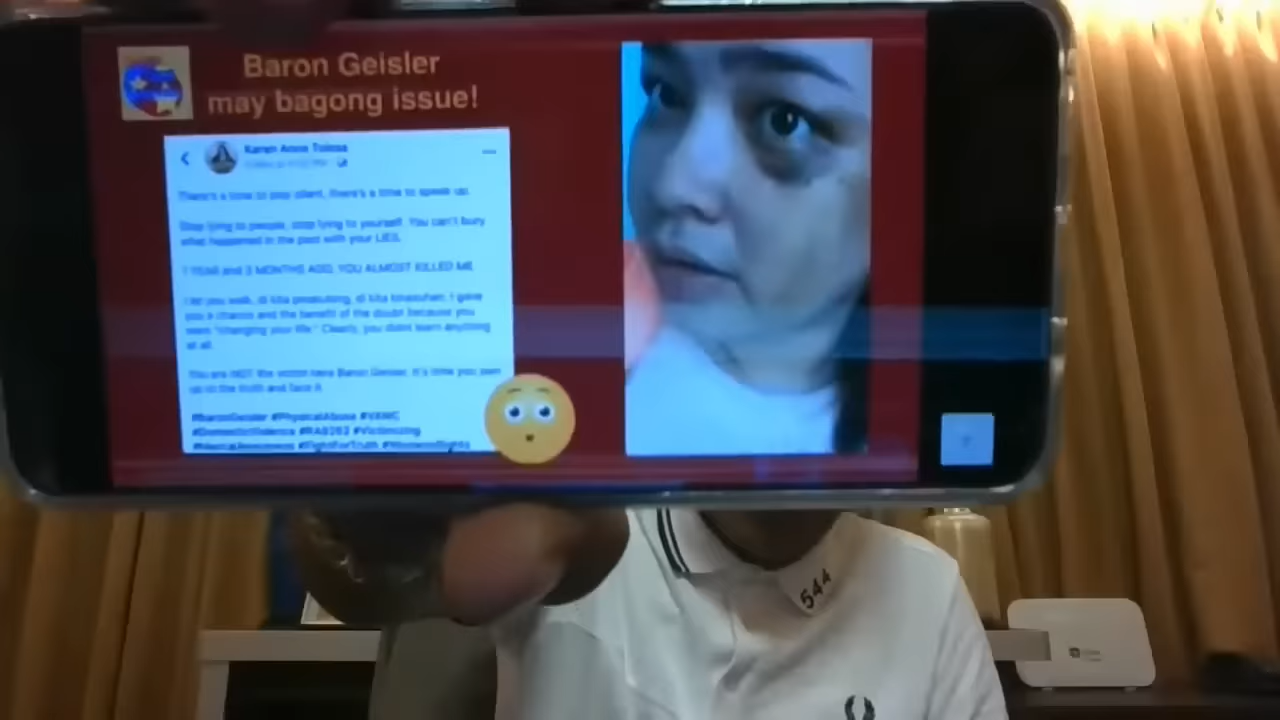 Baron Geisler
may bagong issue!
Karen Anne Tolosa
There's a time to stay silent, there's a time to speak up.
Stop lying to people, stop lying to yourself. You can't bury
what happened in the past with your LIES.
1 YEAR and 3 MONTHS AGO, YOU ALMOST KILLED ME
I let you walk, di kita pinakulong, di kita kinasuhan. I gave
you a chance and the benefit of the doubt because you
were "changing your life." Clearly, you didnt learn anything
at all.
You are NOT the victim here Baron Geisler. It's time you own
up to the truth and face it
#BaronGeisler #PhysicalAbuse #VAWC
#DomesticViolence #RA9262 #Victimizing
#FightForTruth #WomensRights
544